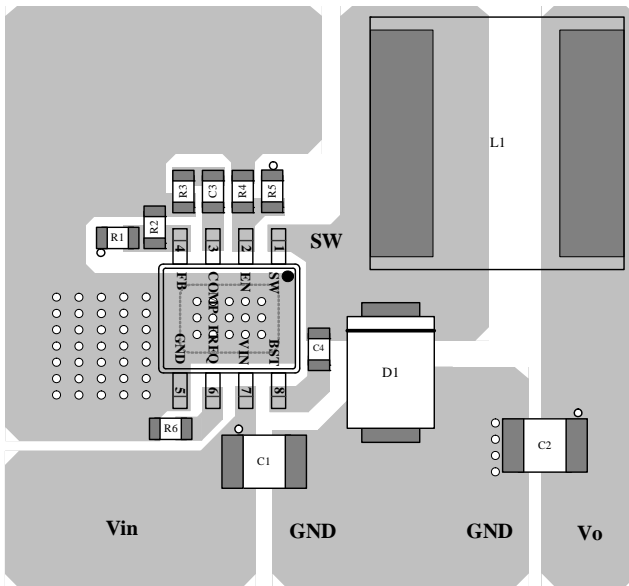 L1
R3
C3
R4
R5
R2
R1
SW
4
3
2
1
FB
COMP
EN
SW
GND
FREQ
VIN
BST
5
6
7
8
C4
D1
R6
C1
C2
Vin
GND
GND
Vo